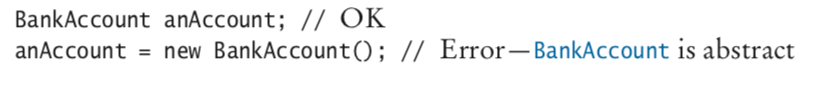 BankAccount anAccount; // OK
anAccount = new BankAccount(); // Error—BankAccount is abstract